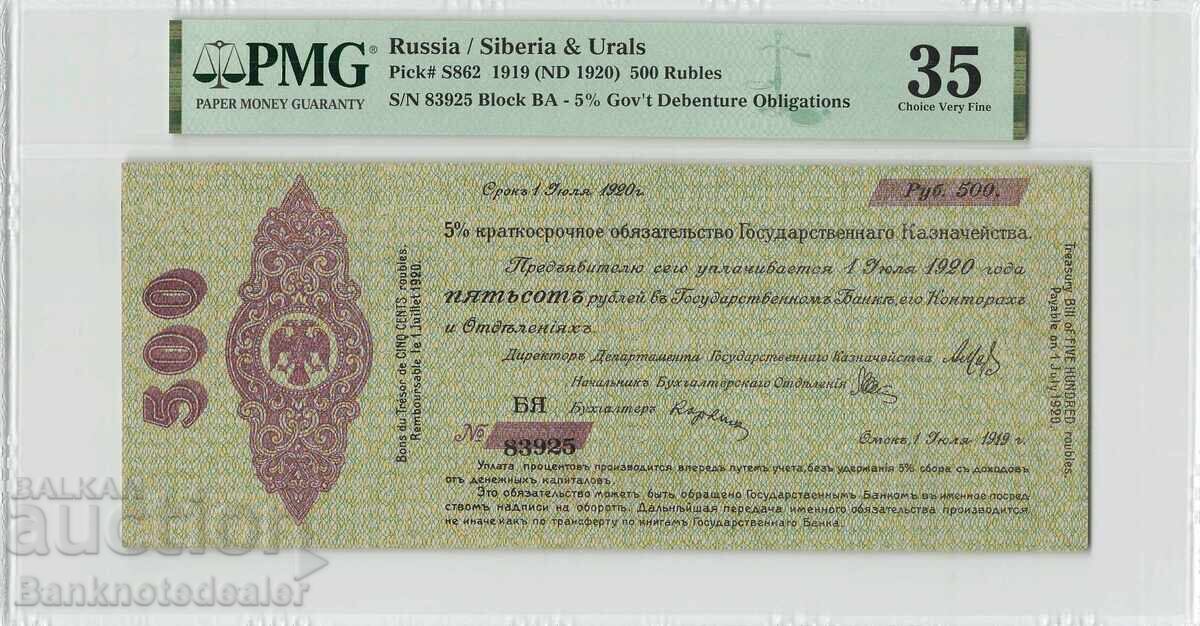 PMG®
PAPER MONEY GUARANTY
Russia / Siberia & Urals
Pick# S862 1919 (ND 1920) 500 Rubles
S/N 83925 Block BA - 5% Gov't Debenture Obligations
35
Choice Very Fine
Срокъ 1 Іюля 1920г.
Руб. 500.
5% краткосрочное обязательство Государственнаго Казначейства.
Предъявителю сего уплачивается 1 Іюля 1920 года
пятьсотъ рублей въ Государственномъ Банкѣ, его Конторахъ
и Отдѣленіяхъ.
Директоръ Департамента Государственнаго Казначейства
Начальникъ Бухгалтерскаго Отдѣленія
БЯ Бухгалтеръ
№ 83925
Омскъ, 1 Іюля 1919 г.
Уплата процентовъ производится впередъ путемъ учета, безъ удержанія 5% сбора съ доходовъ
отъ денежныхъ капиталовъ.
Это обязательство можетъ быть обращено Государственнымъ Банкомъ въ именное посред
ствомъ надписи на оборотѣ. Дальнѣйшая передача именного обязательства производится
не иначе какъ по трансферту по книгамъ Государственнаго Банка.
500
Bons du Trésor de CINQ CENTS roubles.
Remboursable le 1 Juillet 1920.
Treasury Bill of FIVE HUNDRED roubles.
Payable on 1 July 1920.
BALKAN
auction
Banknotedealer